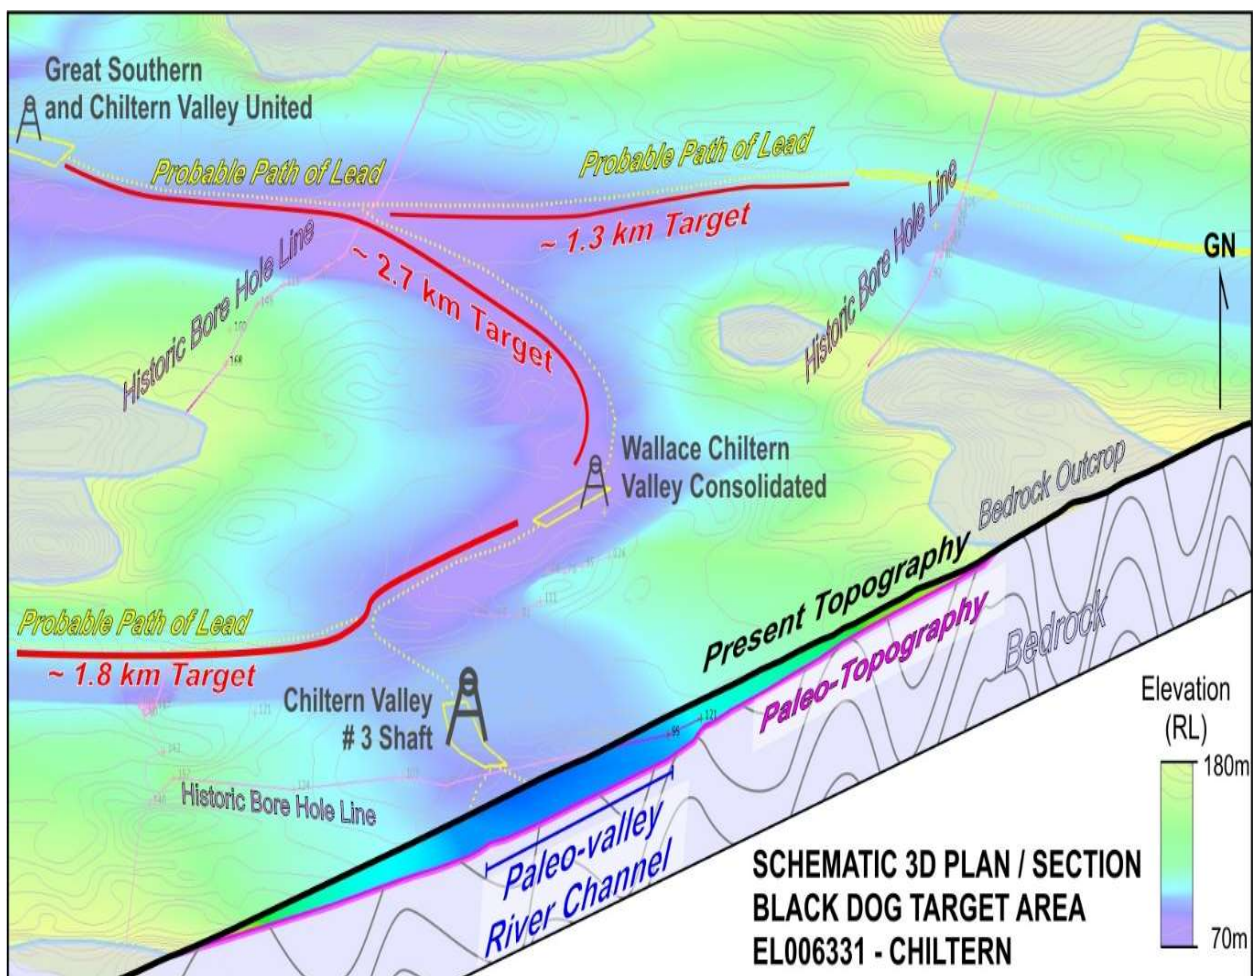 Great Southern
and Chiltern Valley United
Probable Path of Lead
Probable Path of Lead
~ 1.3 km Target
~ 2.7 km Target
Historic Bore Hole Line
Historic Bore Hole Line
GN
168
Wallace Chiltern
Valley Consolidated
Bedrock Outcrop
Present Topography
Paleo-Topography
Bedrock
Probable Path of Lead
~ 1.8 km Target
Chiltern Valley
# 3 Shaft
121
95
121
Historic Bore Hole Line
Paleo-valley
River Channel
Elevation
(RL)
180m
70m
SCHEMATIC 3D PLAN / SECTION
BLACK DOG TARGET AREA
EL006331 - CHILTERN